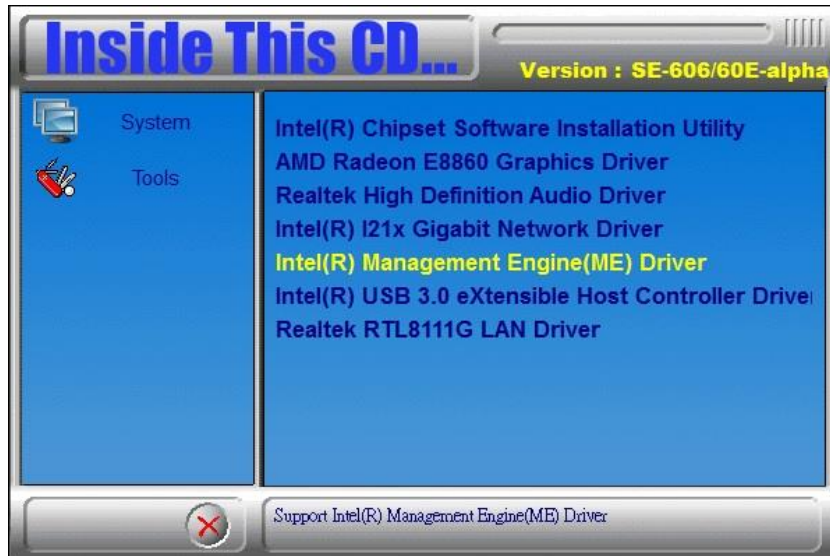 Inside This CD...
Version : SE-606/60E-alpha
System
Tools
Intel(R) Chipset Software Installation Utility
AMD Radeon E8860 Graphics Driver
Realtek High Definition Audio Driver
Intel(R) I21x Gigabit Network Driver
Intel(R) Management Engine(ME) Driver
Intel(R) USB 3.0 eXtensible Host Controller Driver
Realtek RTL8111G LAN Driver
Support Intel(R) Management Engine(ME) Driver